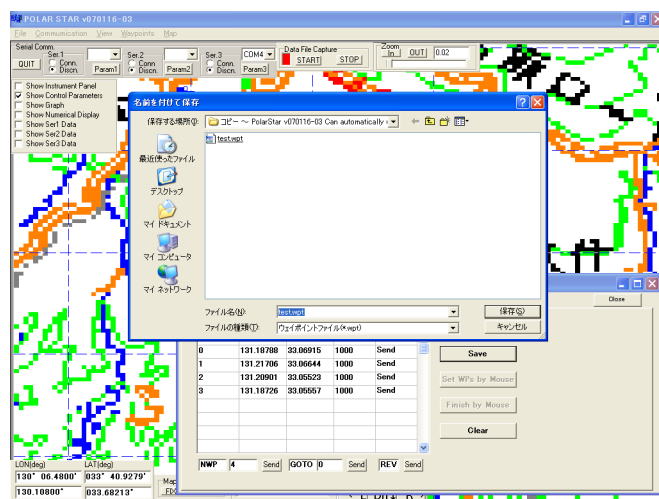 POLAR STAR v070116-03
File Communication View Waypoints Map
Serial Comm.
QUIT
Ser.1
Conn.
Discn.
Param1
Ser.2
Conn.
Discn.
Param2
Ser.3
COM4
Conn.
Discn.
Param3
Data File Capture
START STOP
Zoom
In OUT 0.02
Show Instrument Panel
Show Control Parameters
Show Graph
Show Numerical Display
Show Ser1 Data
Show Ser2 Data
Show Ser3 Data
名前を付けて保存
保存する場所(I):
コピー ~ PolarStar v070116-03 Can automatically
test.wpt
最近使ったファイル
デスクトップ
マイ ドキュメント
マイ コンピュータ
マイ ネットワーク
ファイル名(N):
test.wpt
保存(S)
ファイルの種類(T):
ウェイポイントファイル(*.wpt)
キャンセル
Close
0 131.18788 33.06915 1000 Send
1 131.21706 33.06644 1000 Send
2 131.20901 33.05523 1000 Send
3 131.18726 33.05557 1000 Send
Save
Set WPs by Mouse
Finish by Mouse
Clear
NWP 4 Send GOTO 0 Send REV Send
LON(deg) LAT(deg)
130° 06.4800' 033° 40.9279'
130.10800° 033.68213°
Map
FIX